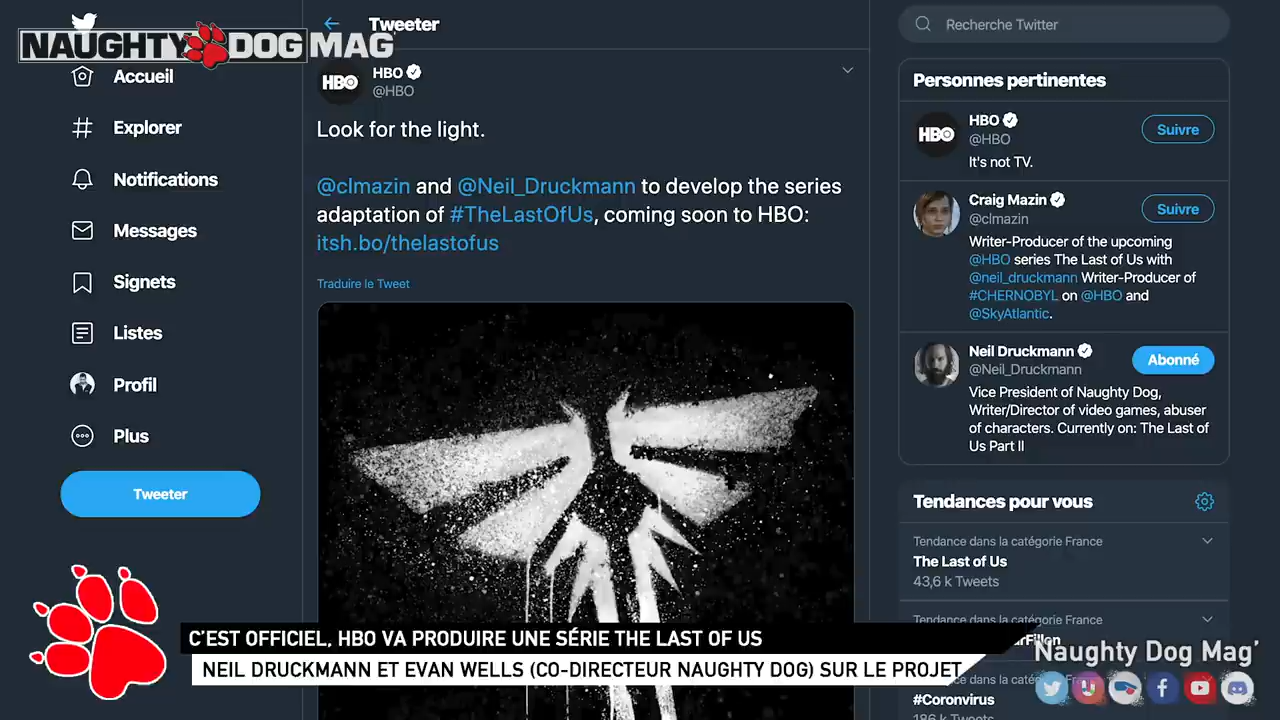 NAUGHTY DOG MAG
Accueil
Explorer
Notifications
Messages
Signets
Listes
Profil
Plus
Tweeter
Tweeter
HBO
HBO
@HBO
Look for the light.
@clmazin and @Neil_Druckmann to develop the series
adaptation of #TheLastOfUs, coming soon to HBO:
itsh.bo/thelastofus
Traduire le Tweet
Recherche Twitter
Personnes pertinentes
HBO
HBO
@HBO
Suivre
It's not TV.
Craig Mazin
@clmazin
Suivre
Writer-Producer of the upcoming
@HBO series The Last of Us with
@neil_druckmann Writer-Producer of
#CHERNOBYL on @HBO and
@SkyAtlantic.
Neil Druckmann
@Neil_Druckmann
Abonné
Vice President of Naughty Dog,
Writer/Director of video games, abuser
of characters. Currently on: The Last of
Us Part II
Tendances pour vous
Tendance dans la catégorie France
The Last of Us
43,6 k Tweets
Tendance dans la catégorie France
Tendance dans la
#Coronvirus
186 k Tweets
C'EST OFFICIEL, HBO VA PRODUIRE UNE SÉRIE THE LAST OF US
NEIL DRUCKMANN ET EVAN WELLS (CO-DIRECTEUR NAUGHTY DOG) SUR LE PROJET
Naughty Dog Mag'